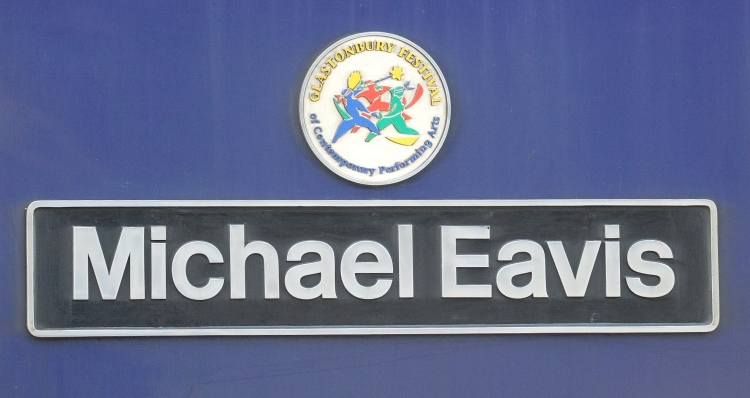 GLASTONBURY FESTIVAL
of Contemporary Performing Arts
Michael Eavis